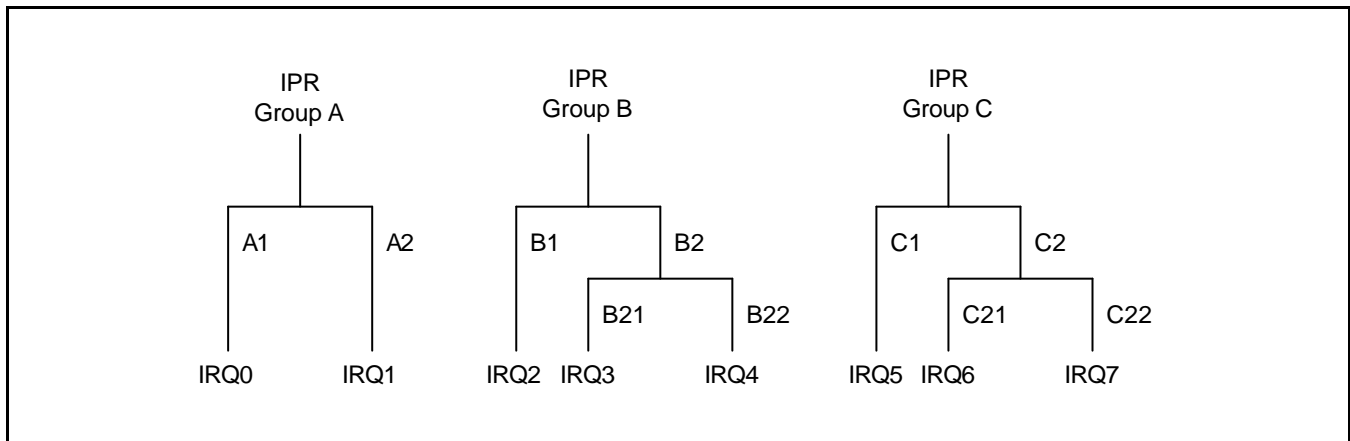 IPR
Group A
IPR
Group B
IPR
Group C
A1
A2
B1
B2
C1
C2
B21
B22
C21
C22
IRQ0
IRQ1
IRQ2
IRQ3
IRQ4
IRQ5
IRQ6
IRQ7